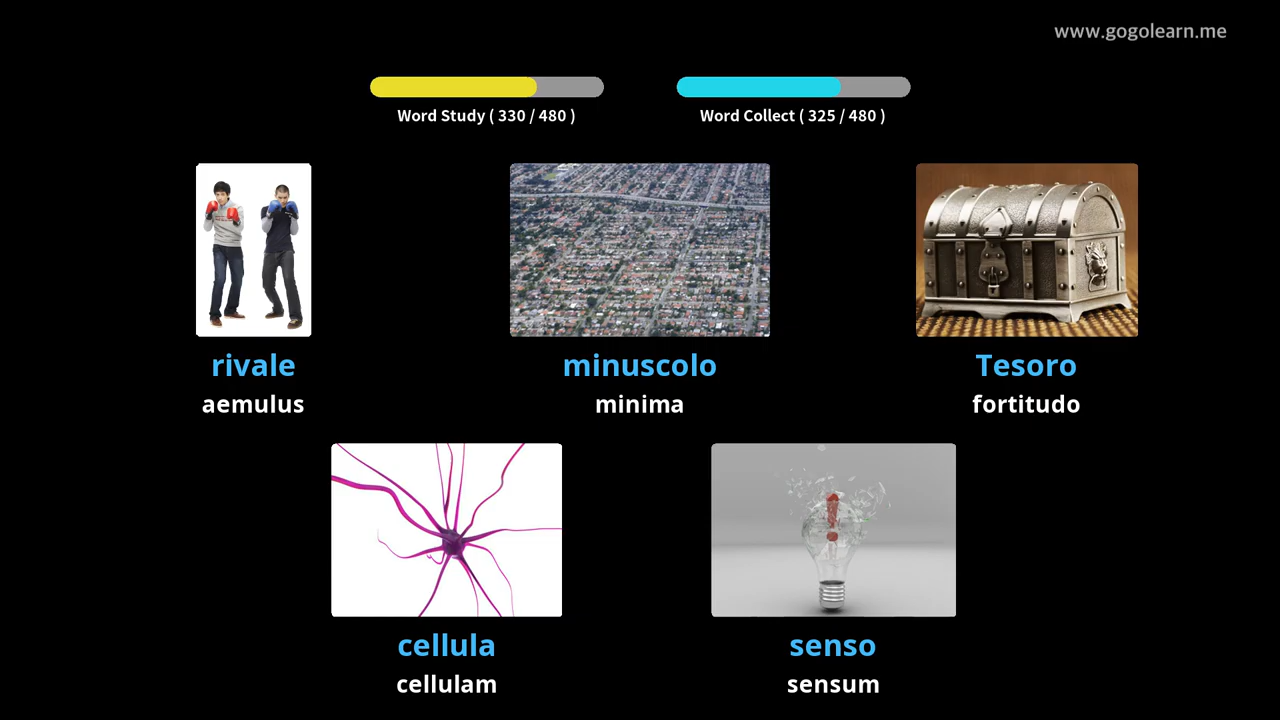 www.gogolearn.me
Word Study ( 330 / 480 )
Word Collect ( 325 / 480 )
rivale
aemulus
minuscolo
minima
Tesoro
fortitudo
cellula
cellulam
senso
sensum